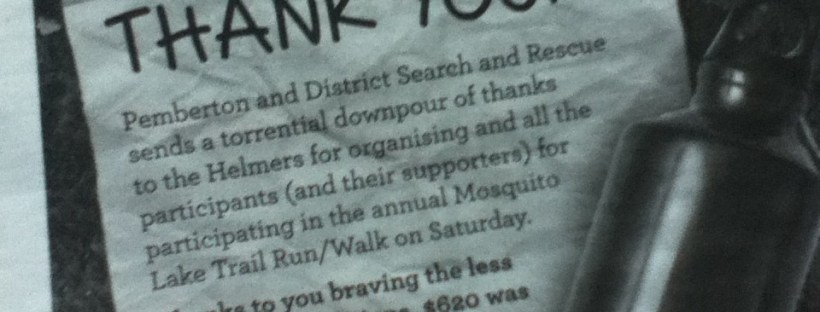 THANK YOU
Pemberton and District Search and Rescue
sends a torrential downpour of thanks
to the Helmers for organising and all the
participants (and their supporters) for
participating in the annual Mosquito
Lake Trail Run/Walk on Saturday.
to you braving the less
$620 was